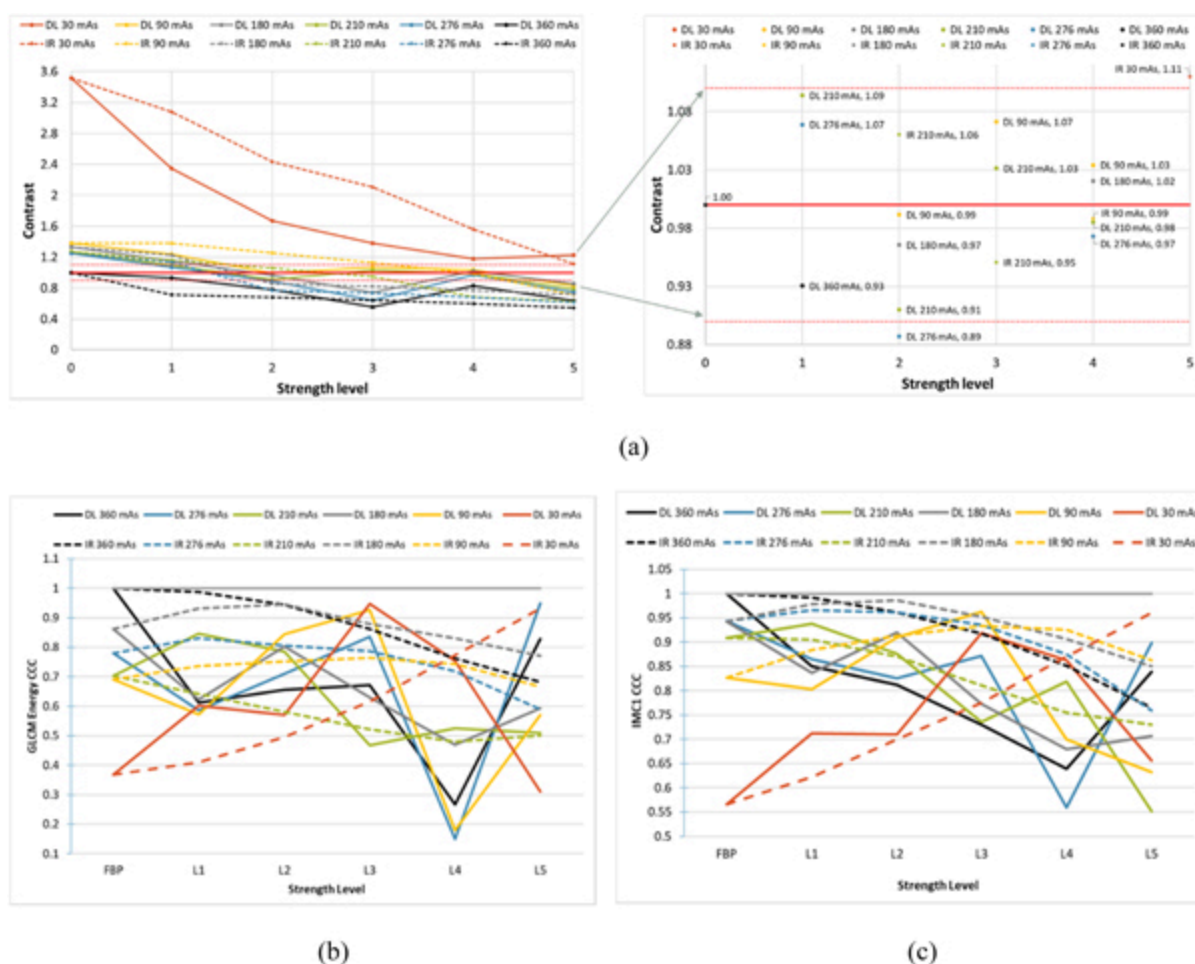 DL 30 mAs DL 90 mAs DL 180 mAs DL 210 mAs DL 276 mAs DL 360 mAs
IR 30 mAs IR 90 mAs IR 180 mAs IR 210 mAs IR 276 mAs IR 360 mAs
3.6
3.2
2.8
2.4
2
1.6
1.2
0.8
0.4
0
Contrast
0 1 2 3 4 5
Strength level
DL 30 mAs DL 90 mAs DL 180 mAs DL 210 mAs DL 276 mAs DL 360 mAs
IR 30 mAs IR 90 mAs IR 180 mAs IR 210 mAs IR 276 mAs IR 360 mAs
IR 30 mAs, 1.11
DL 210 mAs, 1.09
1.08
DL 276 mAs, 1.07
DL 90 mAs, 1.07
IR 210 mAs, 1.06
DL 90 mAs, 1.03
1.03
DL 210 mAs, 1.03
DL 180 mAs, 1.02
1.00
DL 90 mAs, 0.99
IR 90 mAs, 0.99
0.98
DL 210 mAs, 0.98
DL 180 mAs, 0.97
DL 276 mAs, 0.97
IR 210 mAs, 0.95
0.93
DL 360 mAs, 0.93
DL 210 mAs, 0.91
DL 276 mAs, 0.89
0.88
Contrast
0 1 2 3 4 5
Strength level
(a)
DL 360 mAs DL 276 mAs DL 210 mAs DL 180 mAs DL 90 mAs DL 30 mAs
IR 360 mAs IR 276 mAs IR 210 mAs IR 180 mAs IR 90 mAs IR 30 mAs
1.1
1
0.9
0.8
0.7
0.6
0.5
0.4
0.3
0.2
0.1
GLCM Energy CCC
FBP L1 L2 L3 L4 L5
Strength Level
DL 360 mAs DL 276 mAs DL 210 mAs DL 180 mAs DL 90 mAs DL 30 mAs
IR 360 mAs IR 276 mAs IR 210 mAs IR 180 mAs IR 90 mAs IR 30 mAs
1.05
1
0.95
0.9
0.85
0.8
0.75
0.7
0.65
0.6
0.55
0.5
IMC1 CCC
FBP L1 L2 L3 L4 L5
Strength Level
(b)
(c)